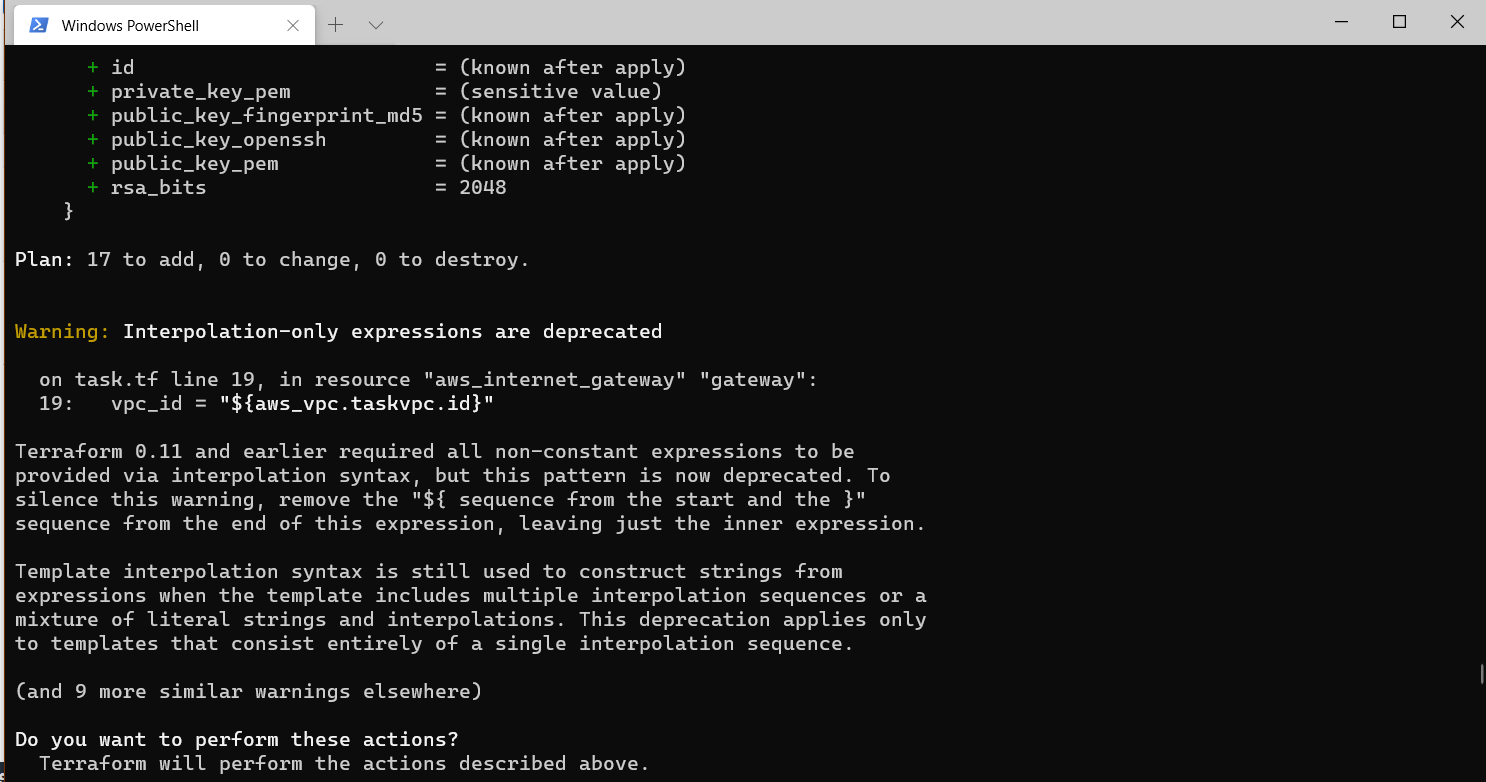 Windows PowerShell
+ id                         = (known after apply)
+ private_key_pem            = (sensitive value)
+ public_key_fingerprint_md5 = (known after apply)
+ public_key_openssh         = (known after apply)
+ public_key_pem             = (known after apply)
+ rsa_bits                   = 2048
}
Plan: 17 to add, 0 to change, 0 to destroy.
Warning: Interpolation-only expressions are deprecated
on task.tf line 19, in resource "aws_internet_gateway" "gateway":
19:   vpc_id = "${aws_vpc.taskvpc.id}"
Terraform 0.11 and earlier required all non-constant expressions to be
provided via interpolation syntax, but this pattern is now deprecated. To
silence this warning, remove the "${ sequence from the start and the }"
sequence from the end of this expression, leaving just the inner expression.
Template interpolation syntax is still used to construct strings from
expressions when the template includes multiple interpolation sequences or a
mixture of literal strings and interpolations. This deprecation applies only
to templates that consist entirely of a single interpolation sequence.
(and 9 more similar warnings elsewhere)
Do you want to perform these actions?
Terraform will perform the actions described above.